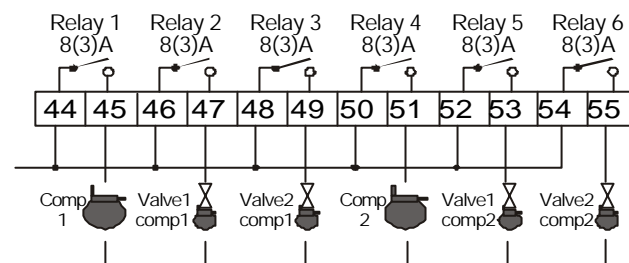 Relay 1 Relay 2 Relay 3 Relay 4 Relay 5 Relay 6
8(3)A 8(3)A 8(3)A 8(3)A 8(3)A 8(3)A
44 45 46 47 48 49 50 51 52 53 54 55
Comp Valve1 Valve2 Comp Valve1 Valve2
1 comp1 comp1 2 comp2 comp2